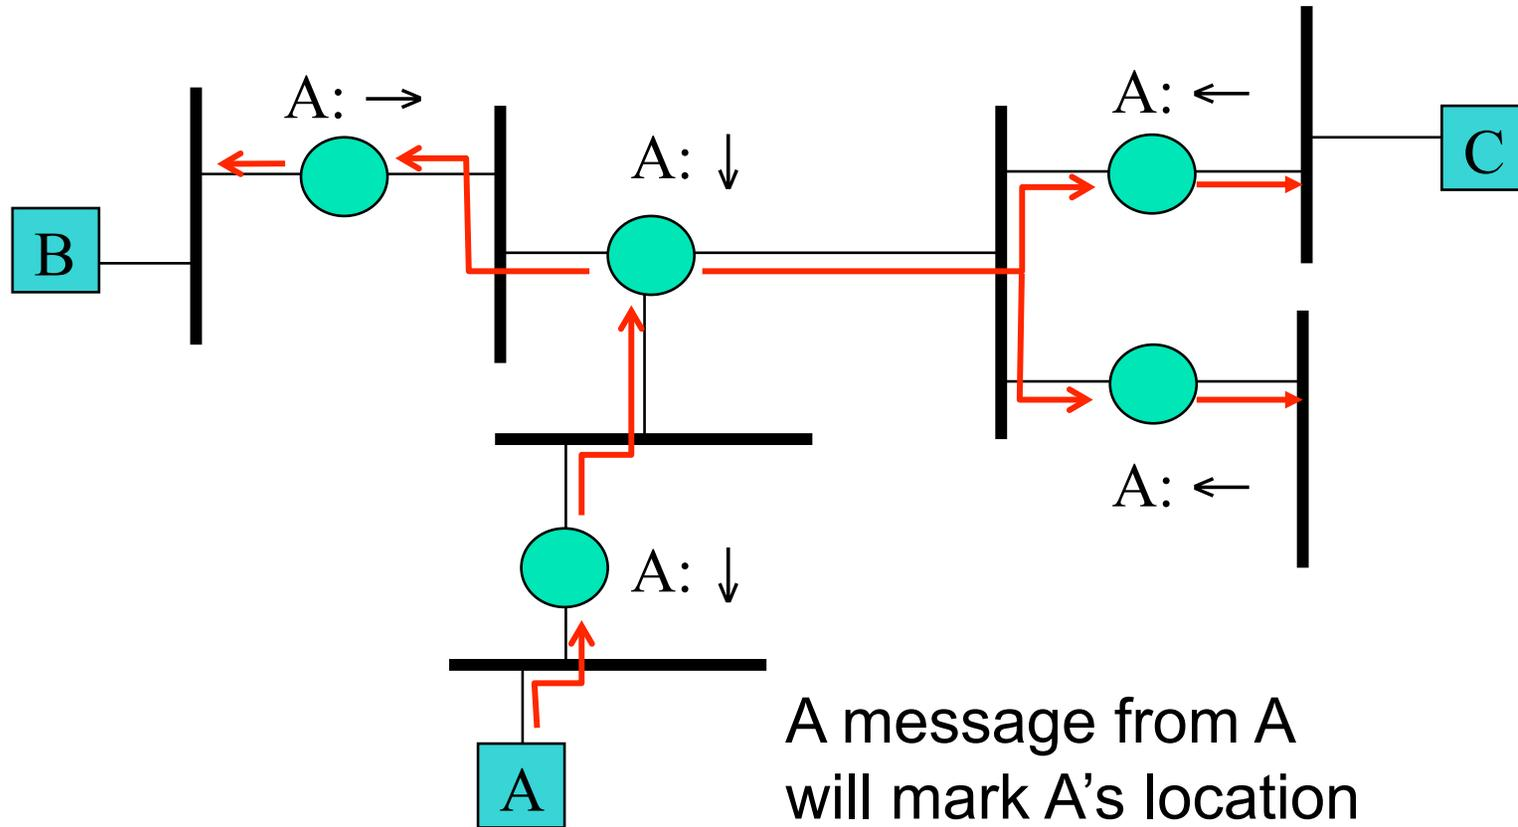 A: →
A: ←
A: ↓
C
B
A: ←
A: ↓
A
A message from A
will mark A’s location